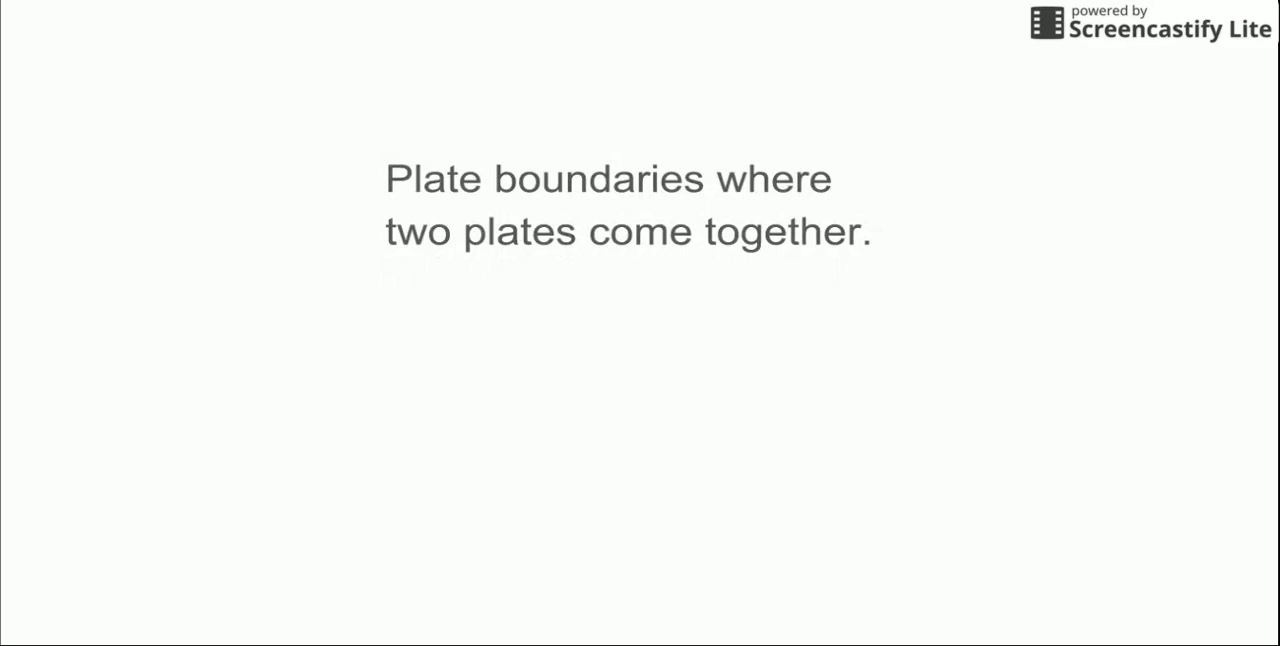 powered by
Screencastify Lite
Plate boundaries where
two plates come together.